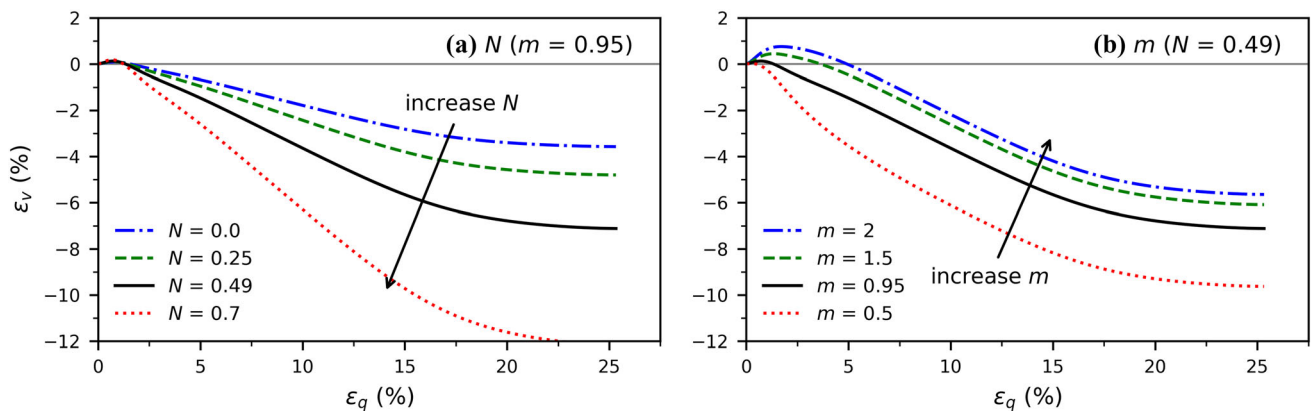 (a) N (m = 0.95)
2
0
−2
−4
−6
−8
−10
−12
εv (%)
increase N
N = 0.0
N = 0.25
N = 0.49
N = 0.7
0 5 10 15 20 25
εq (%)
(b) m (N = 0.49)
2
0
−2
−4
−6
−8
−10
−12
increase m
m = 2
m = 1.5
m = 0.95
m = 0.5
0 5 10 15 20 25
εq (%)